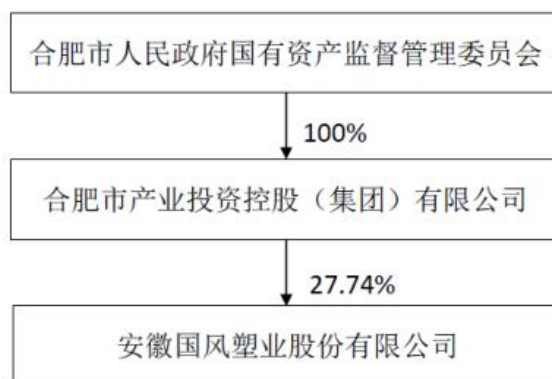 合肥市人民政府国有资产监督管理委员会
100%
合肥市产业投资控股（集团）有限公司
27.74%
安徽国风塑业股份有限公司